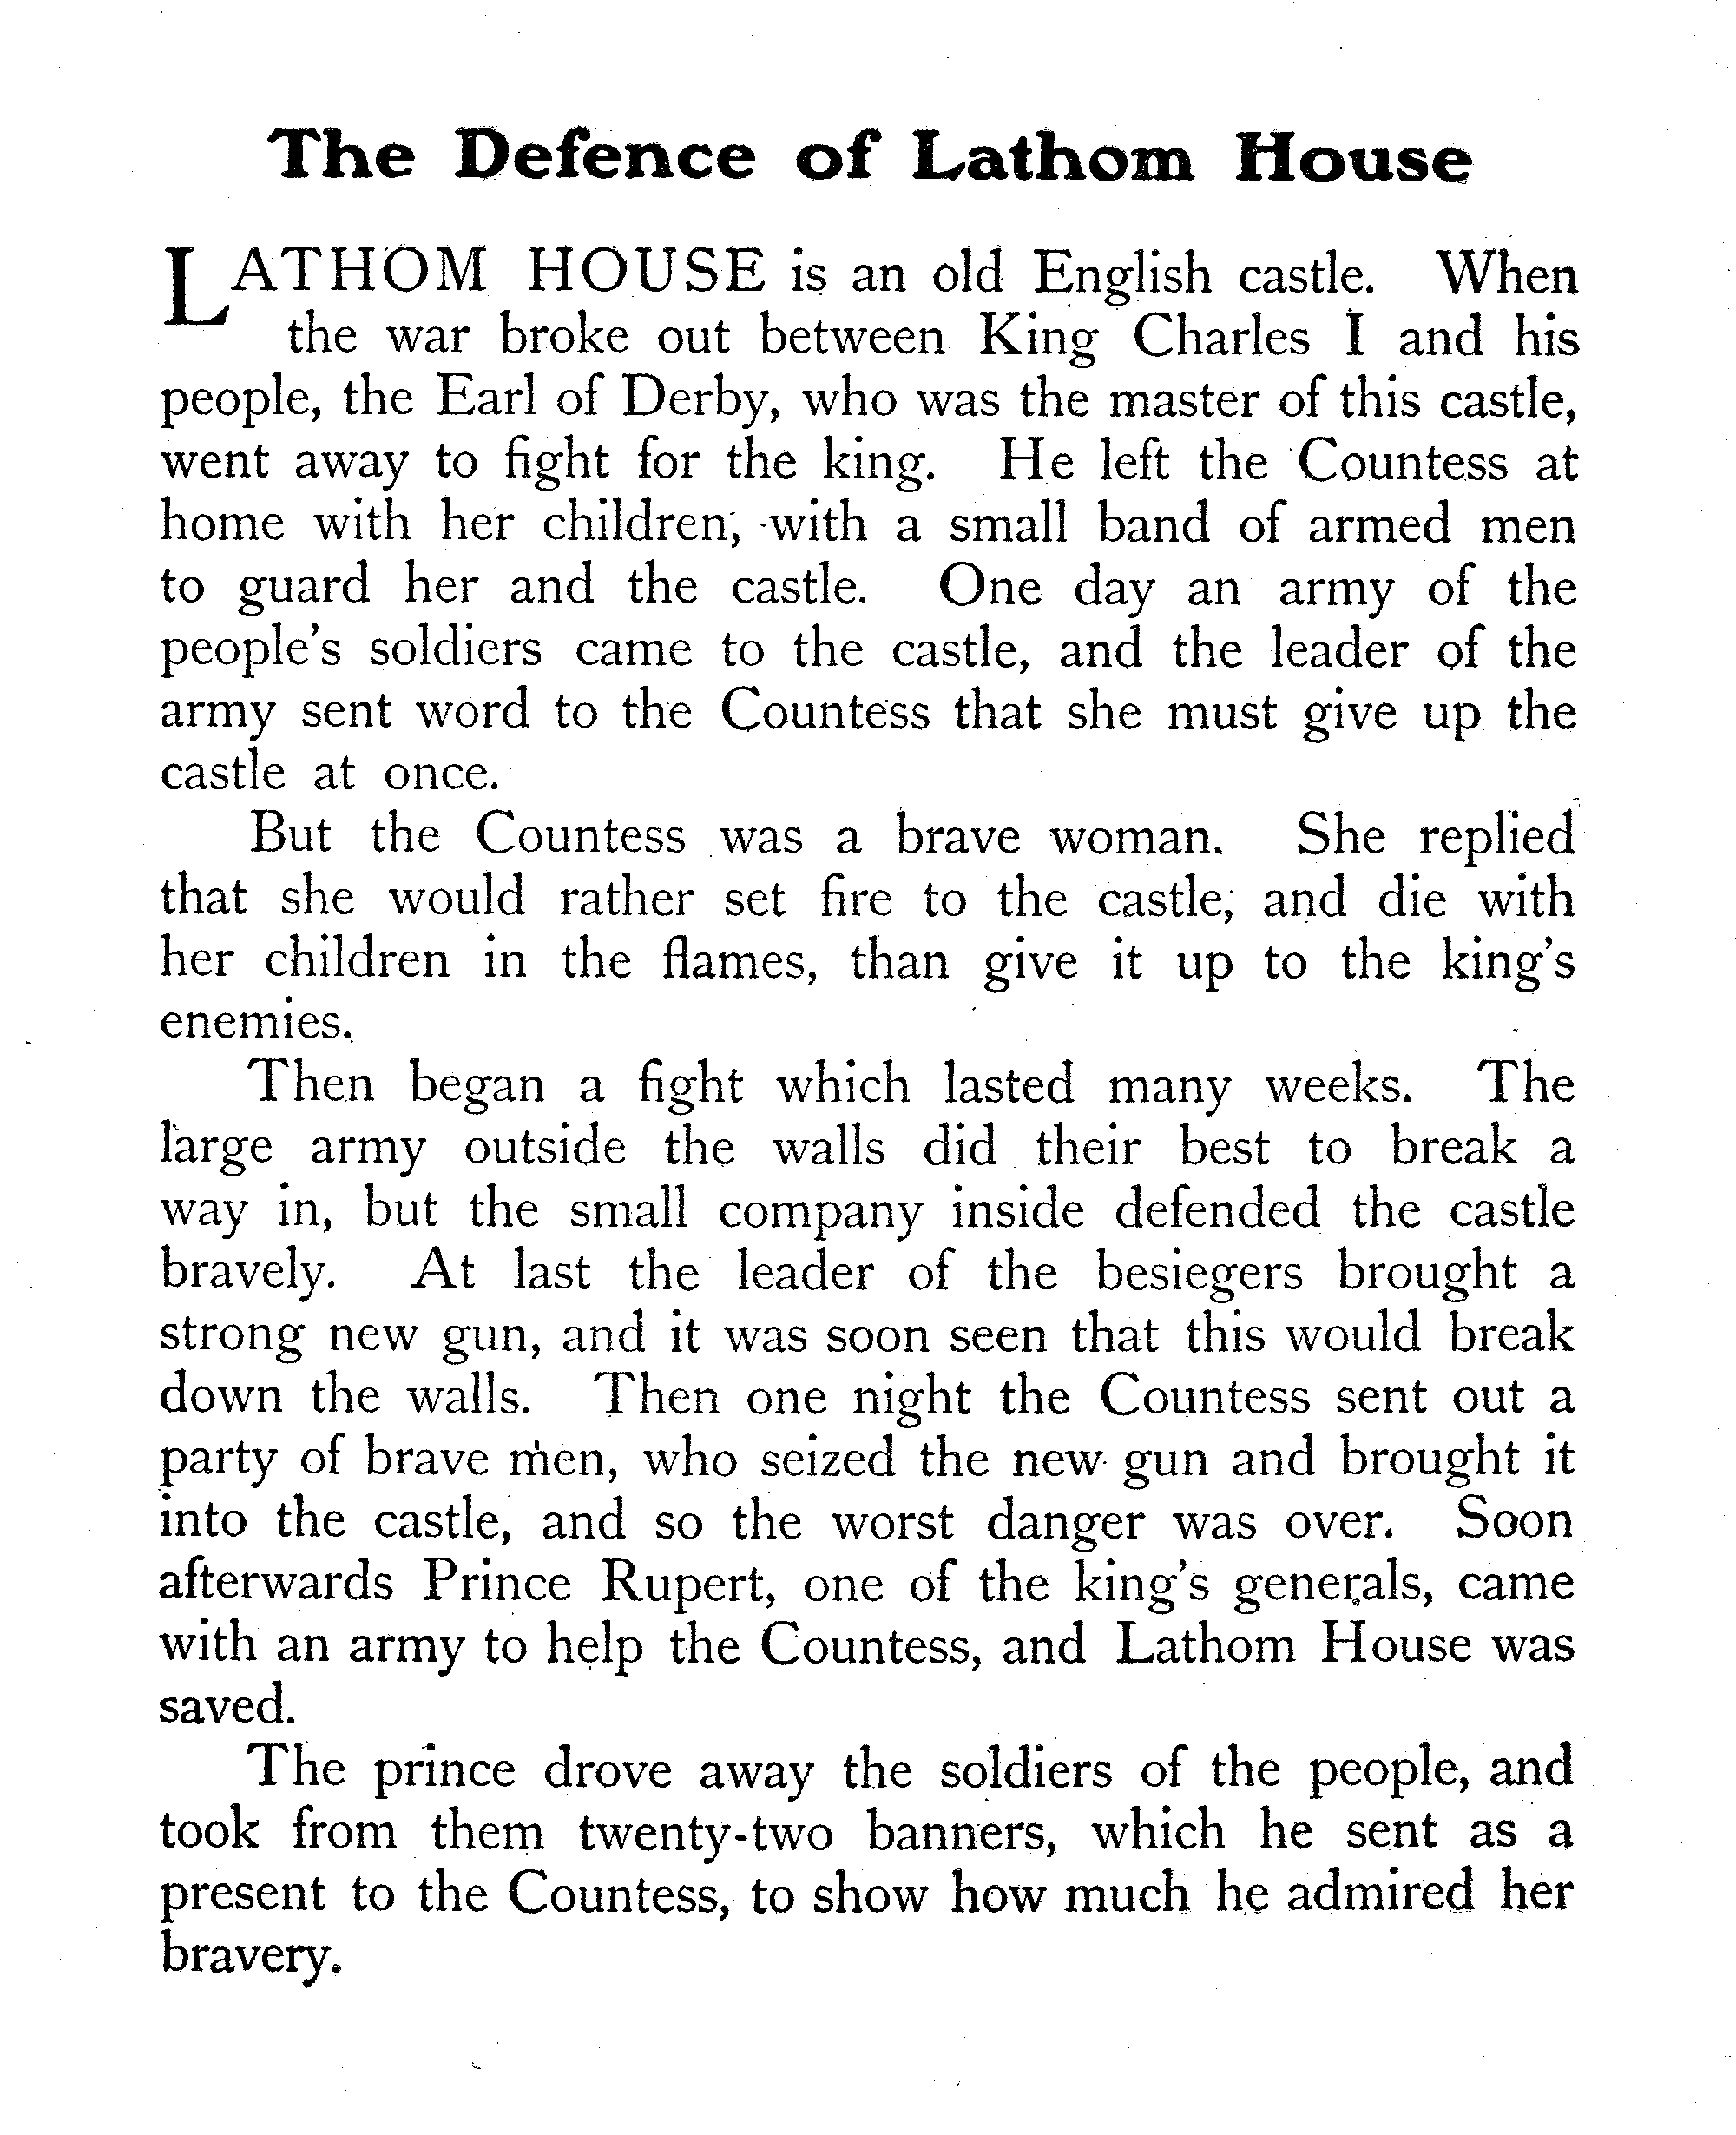 The Defence of Lathom House
LATHOM HOUSE is an old English castle. When
the war broke out between King Charles I and his
people, the Earl of Derby, who was the master of this castle,
went away to fight for the king. He left the Countess at
home with her children, with a small band of armed men
to guard her and the castle. One day an army of the
people's soldiers came to the castle, and the leader of the
army sent word to the Countess that she must give up the
castle at once.
But the Countess was a brave woman. She replied
that she would rather set fire to the castle, and die with
her children in the flames, than give it up to the king's
enemies.
Then began a fight which lasted many weeks. The
large army outside the walls did their best to break a
way in, but the small company inside defended the castle
bravely. At last the leader of the besiegers brought a
strong new gun, and it was soon seen that this would break
down the walls. Then one night the Countess sent out a
party of brave men, who seized the new gun and brought it
into the castle, and so the worst danger was over. Soon
afterwards Prince Rupert, one of the king's generals, came
with an army to help the Countess, and Lathom House was
saved.
The prince drove away the soldiers of the people, and
took from them twenty-two banners, which he sent as a
present to the Countess, to show how much he admired her
bravery.